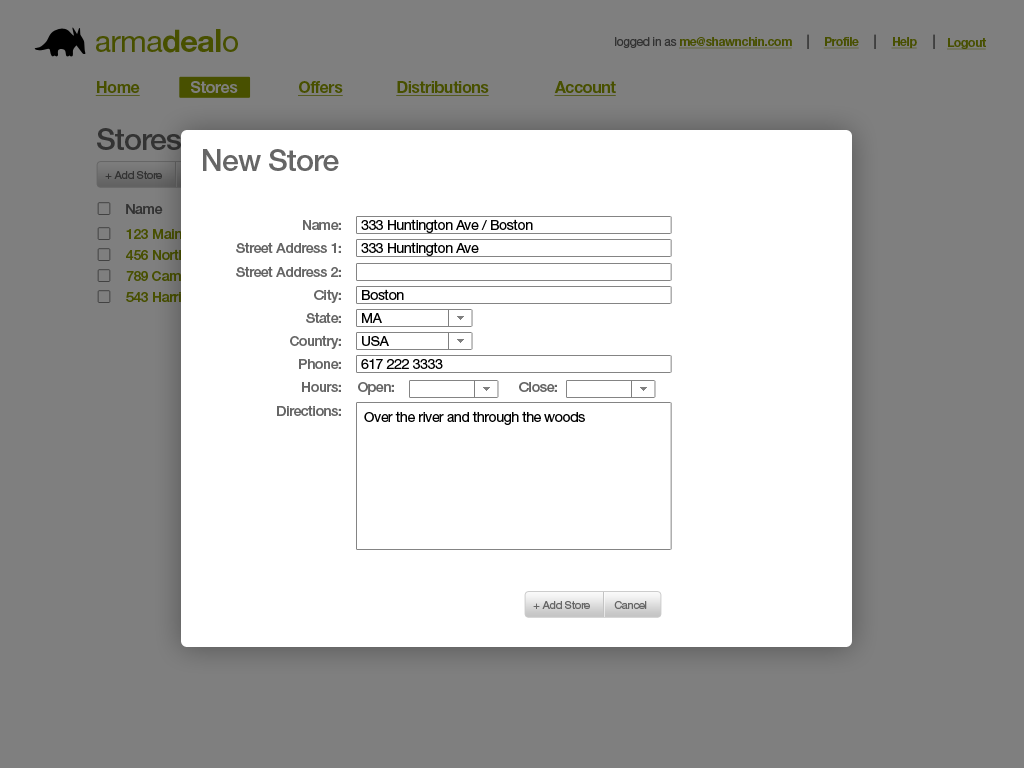 armadealo
logged in as me@shawnchin.com | Profile | Help | Logout
Home Stores Offers Distributions Account
Stores
+ Add Store
Name
123 Main
456
789 Cam
543
New Store
Name: 333 Huntington Ave / Boston
Street Address 1: 333 Huntington Ave
Street Address 2:
City: Boston
State: MA
Country: USA
Phone: 617 222 3333
Hours: Open: Close:
Directions: Over the river and through the woods
+ Add Store Cancel